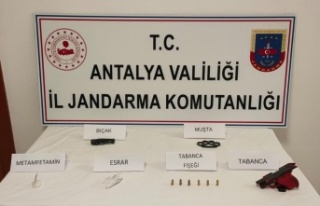 T.C.
ANTALYA VALİLİĞİ
İL JANDARMA KOMUTANLIĞI
BIÇAK
MUŞTA
METAMFETAMİN
ESRAR
TABANCA
FİŞEĞİ
TABANCA